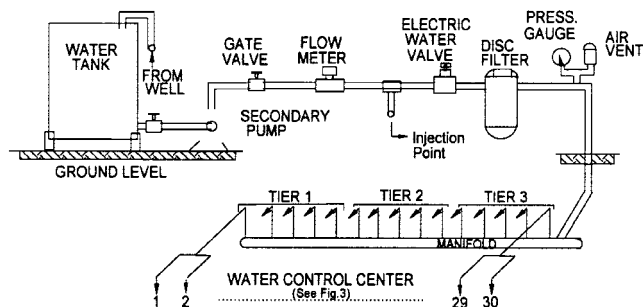 WATER
TANK
FROM
WELL
GATE
VALVE
FLOW
METER
ELECTRIC
WATER
VALVE
DISC
FILTER
PRESS.
GAUGE
AIR
VENT
SECONDARY
PUMP
Injection
Point
GROUND LEVEL
TIER 1
TIER 2
TIER 3
MANIFOLD
1 2
WATER CONTROL CENTER
(See Fig.3)
29 30